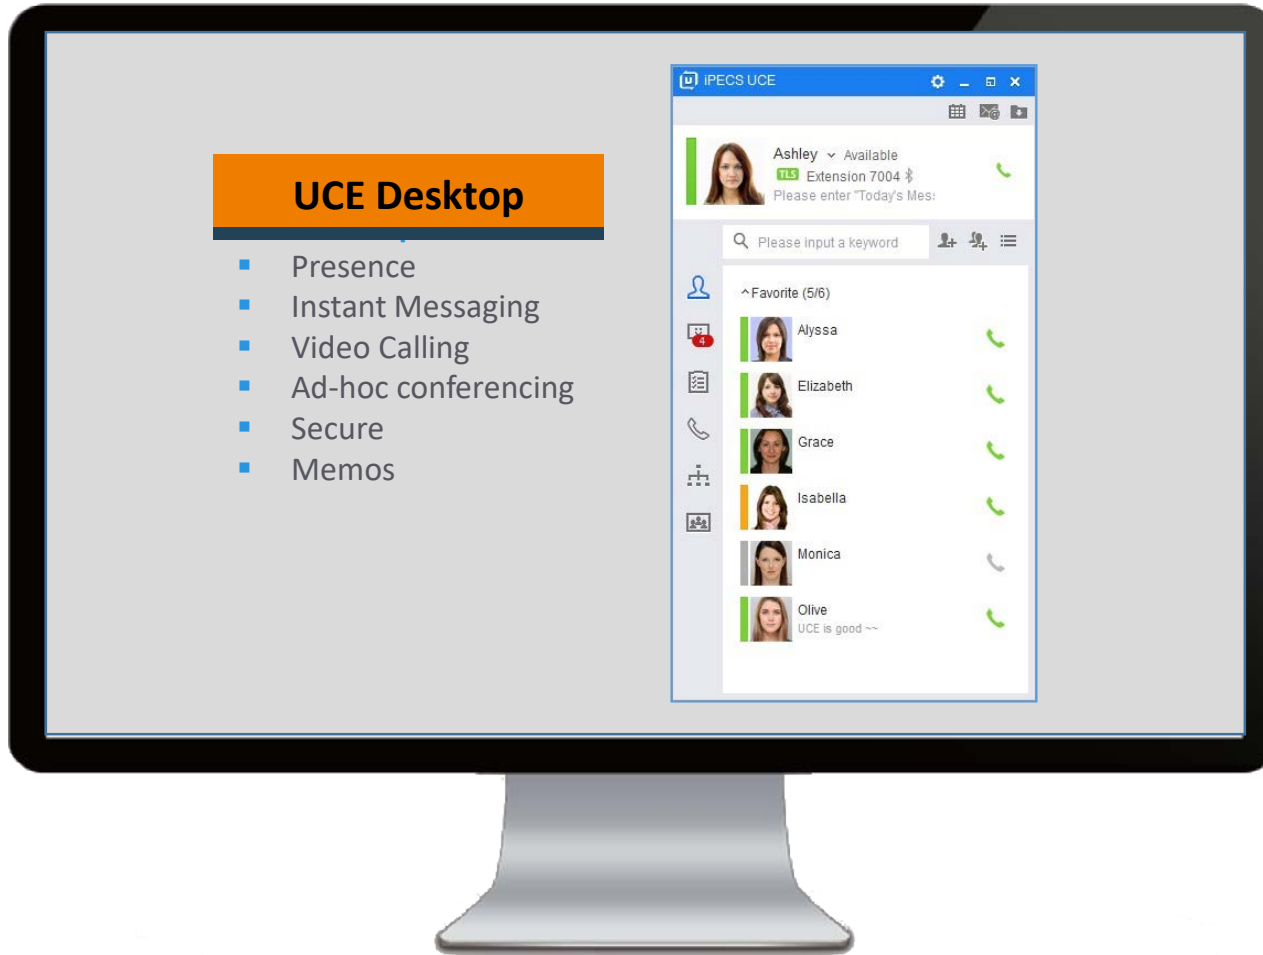 UCE Desktop
Presence
Instant Messaging
Video Calling
Ad-hoc conferencing
Secure
Memos
iPECS UCE
Ashley Available
TLS Extension 7004
Please enter "Today's Mes
Please input a keyword
Favorite (5/6)
Alyssa
4
Elizabeth
Grace
Isabella
Monica
Olive
UCE is good ~~